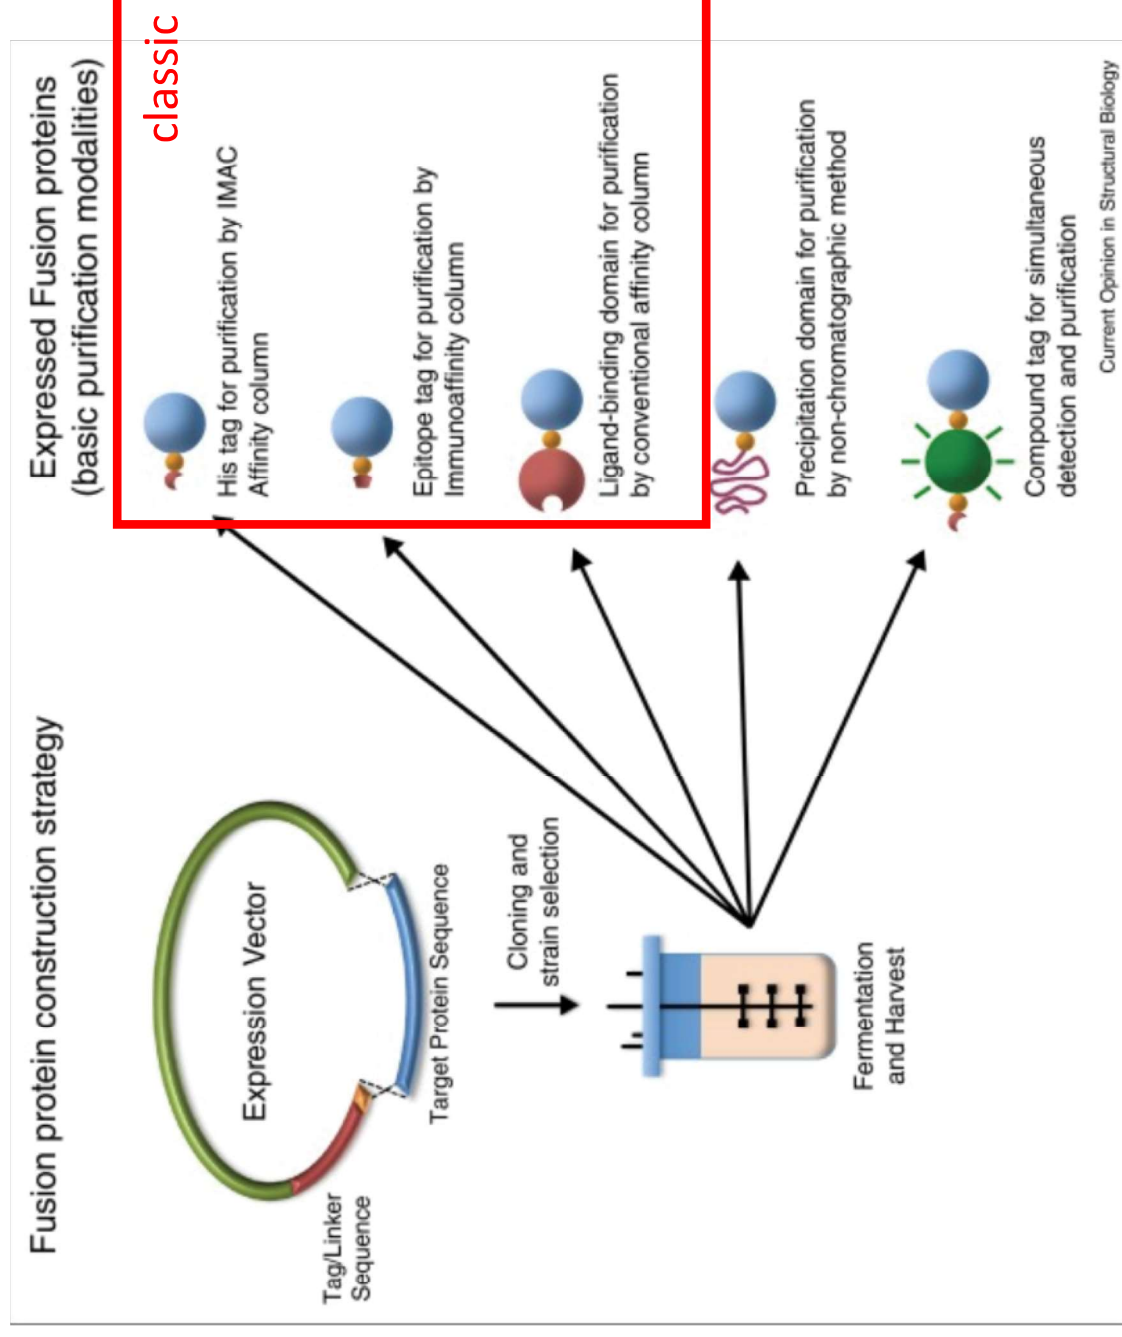 Fusion protein construction strategy
Expressed Fusion proteins
(basic purification modalities)
classic
Expression Vector
Tag/Linker
Sequence
Target Protein Sequence
Cloning and
strain selection
Fermentation
and Harvest
His tag for purification by IMAC
Affinity column
Epitope tag for purification by
Immunoaffinity column
Ligand-binding domain for purification
by conventional affinity column
Precipitation domain for purification
by non-chromatographic method
Compound tag for simultaneous
detection and purification
Current Opinion in Structural Biology